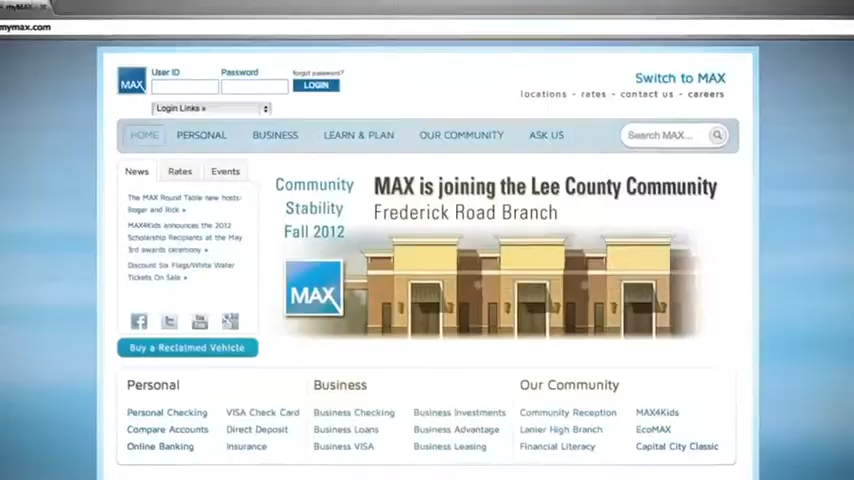 myMAX
mymax.com
MAX
User ID
Password
forgot password?
LOGIN
Login Links »
Switch to MAX
locations - rates - contact us - careers
HOME
PERSONAL
BUSINESS
LEARN & PLAN
OUR COMMUNITY
ASK US
Search MAX...
News
Rates
Events
The MAX Round Table new hosts:
Roger and Rick »
MAX4Kids announces the 2012
Scholarship Recipients at the May
3rd awards ceremony »
Discount Six Flags/White Water
Tickets On Sale »
Buy a Reclaimed Vehicle
Community
Stability
Fall 2012
MAX
MAX is joining the Lee County Community
Frederick Road Branch
Personal
Personal Checking
VISA Check Card
Compare Accounts
Direct Deposit
Online Banking
Insurance
Business
Business Checking
Business Investments
Business Loans
Business Advantage
Business VISA
Business Leasing
Our Community
Community Reception
MAX4Kids
Lanier High Branch
EcoMAX
Financial Literacy
Capital City Classic